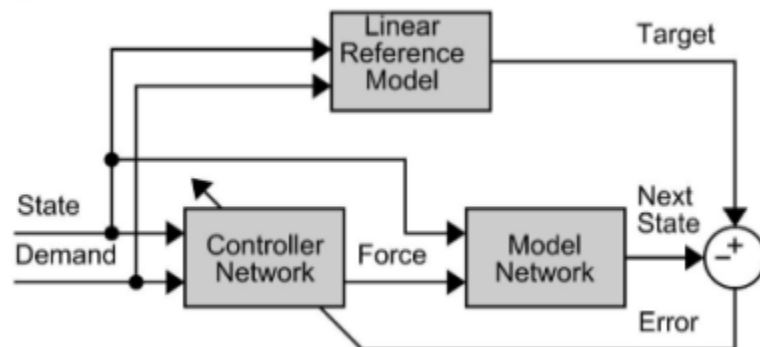 Linear
Reference
Model
Target
State
Demand
Controller
Network
Force
Model
Network
Next
State
− +
Error